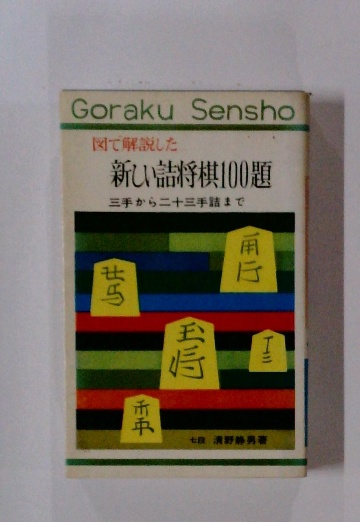 Goraku Sensho
図で解説した
新しい詰将棋100題
三手から二十三手詰まで
玉将
七段 清野静男著